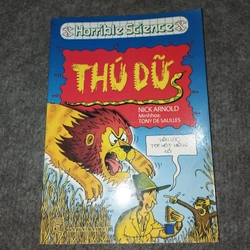 Horrible Science
THÚ DỮ
NICK ARNOLD
Minh họa:
TONY DE SAULLES